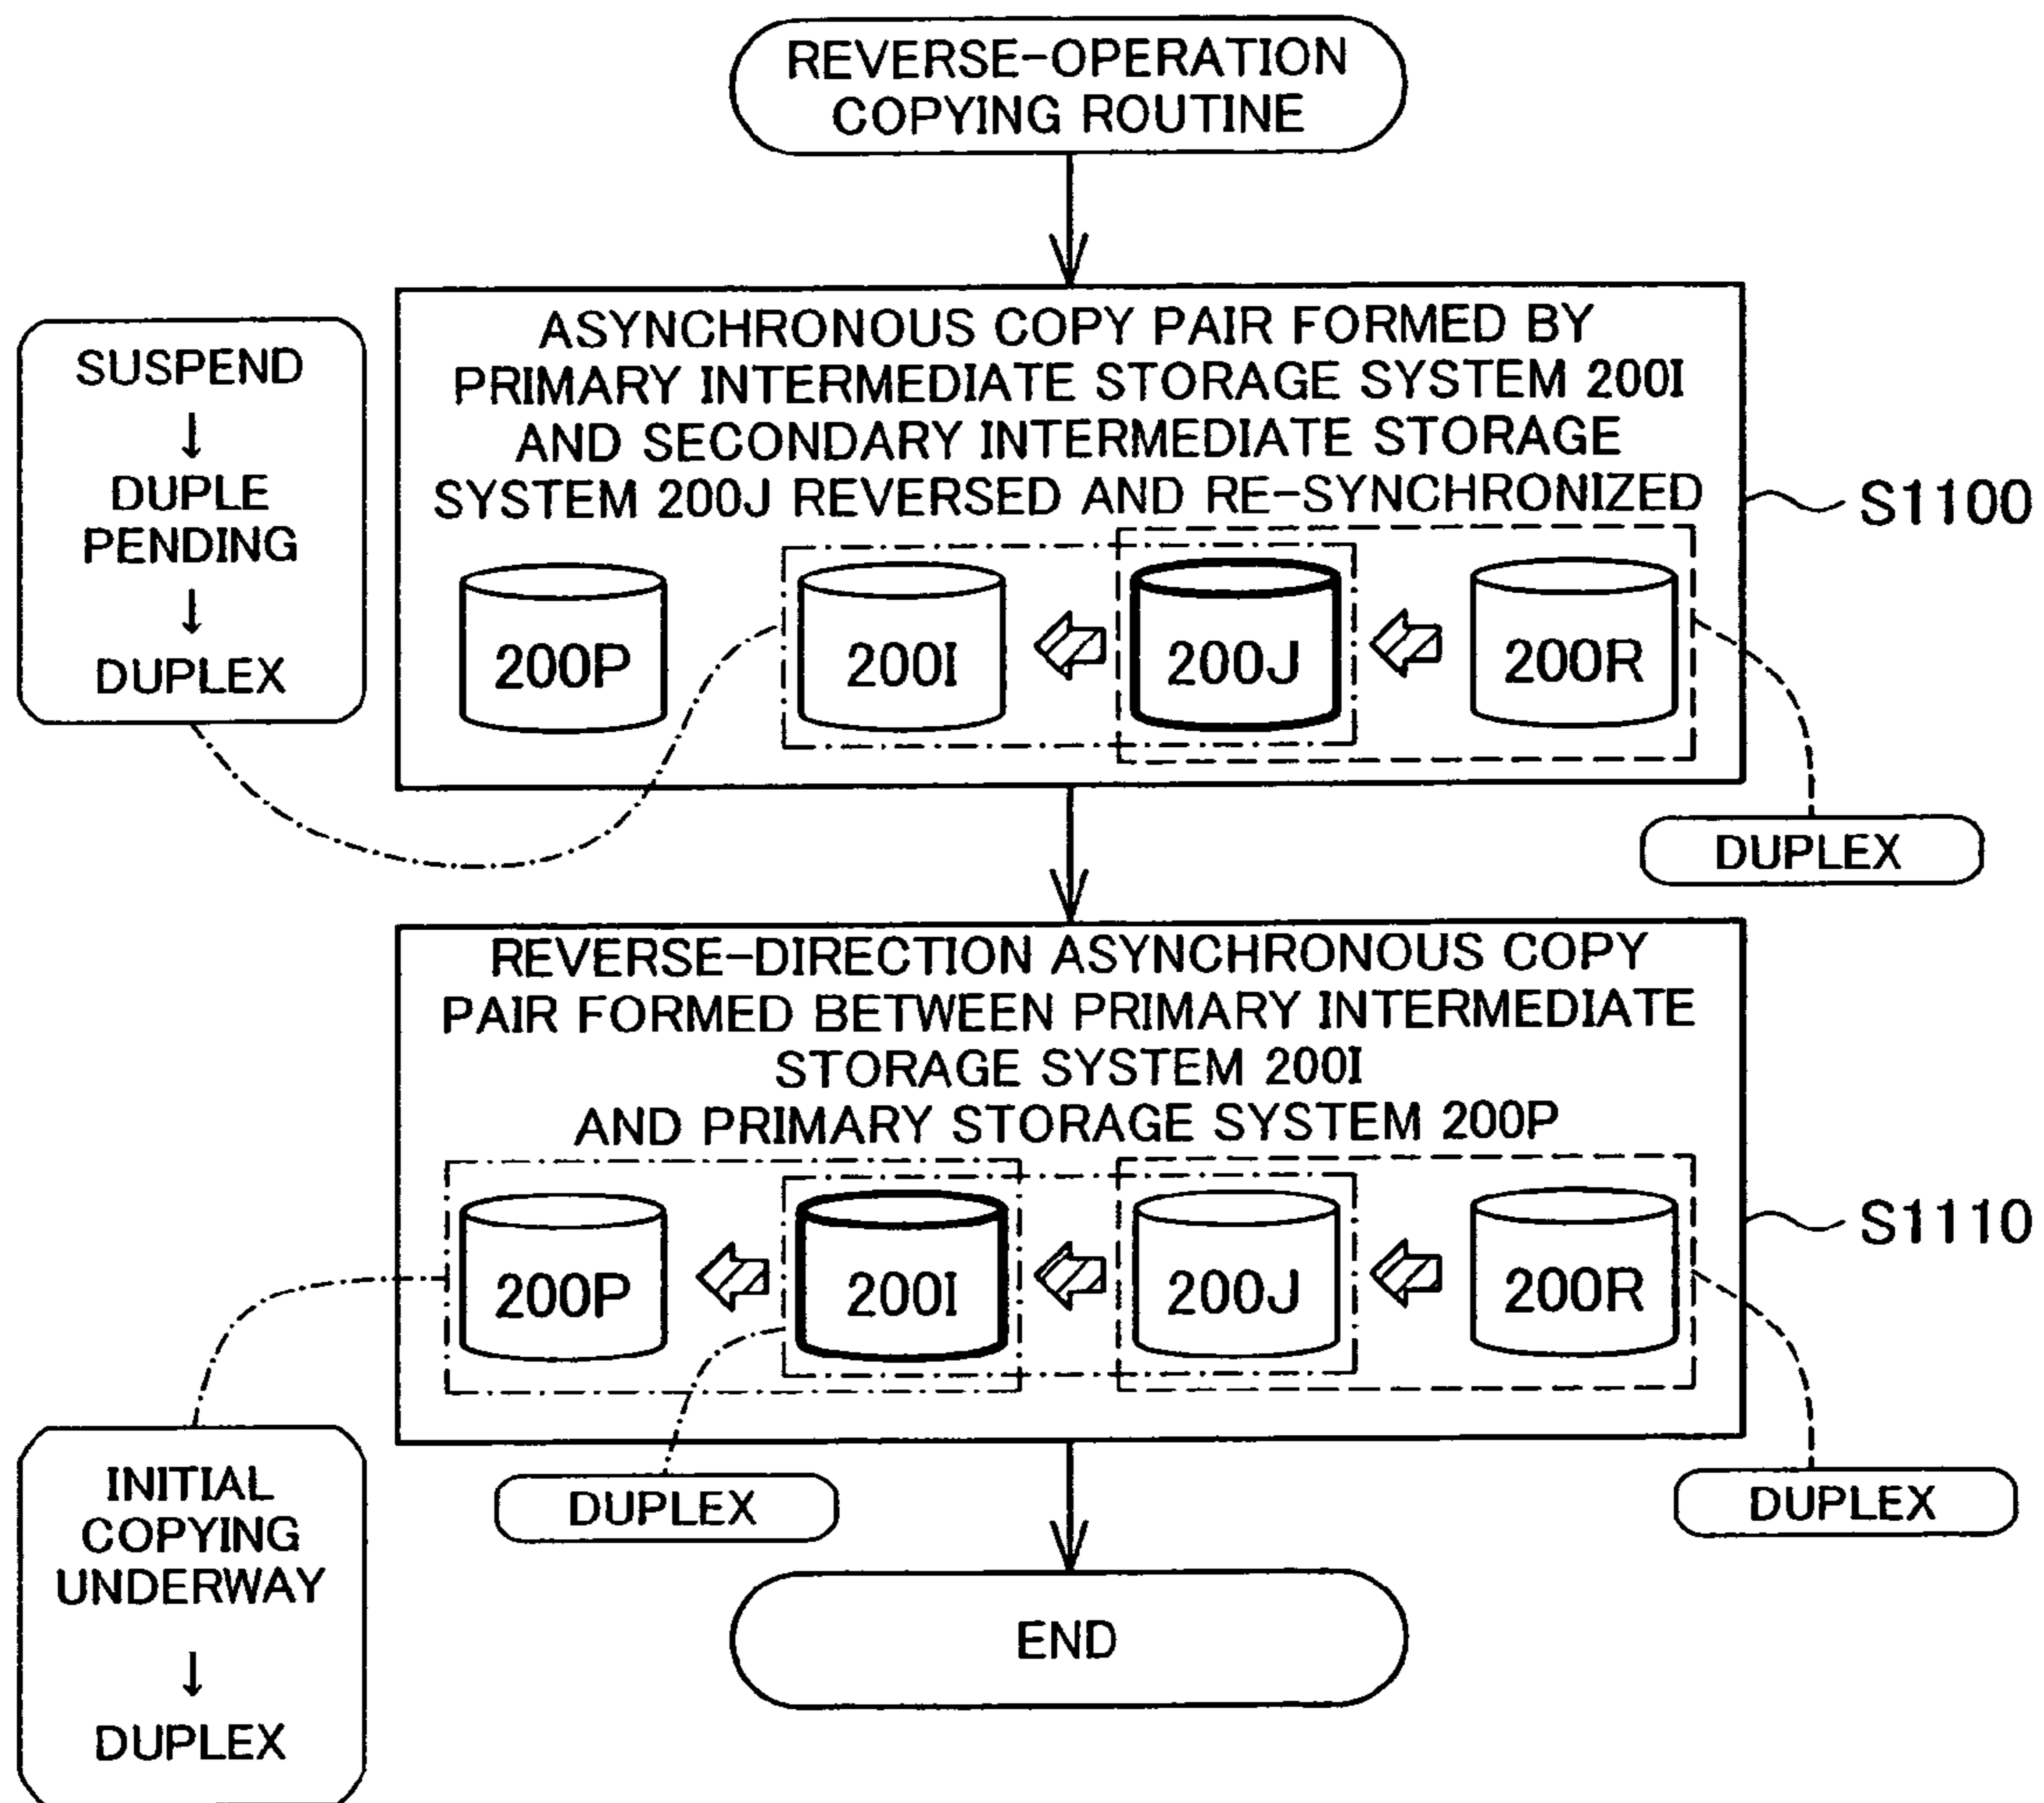 REVERSE-OPERATION
COPYING ROUTINE
ASYNCHRONOUS COPY PAIR FORMED BY
PRIMARY INTERMEDIATE STORAGE SYSTEM 200I
AND SECONDARY INTERMEDIATE STORAGE
SYSTEM 200J REVERSED AND RE-SYNCHRONIZED
S1100
SUSPEND
↓
DUPLE
PENDING
↓
DUPLEX
200P
200I
200J
200R
DUPLEX
REVERSE-DIRECTION ASYNCHRONOUS COPY
PAIR FORMED BETWEEN PRIMARY INTERMEDIATE
STORAGE SYSTEM 200I
AND PRIMARY STORAGE SYSTEM 200P
S1110
200P
200I
200J
200R
INITIAL
COPYING
UNDERWAY
↓
DUPLEX
DUPLEX
DUPLEX
END